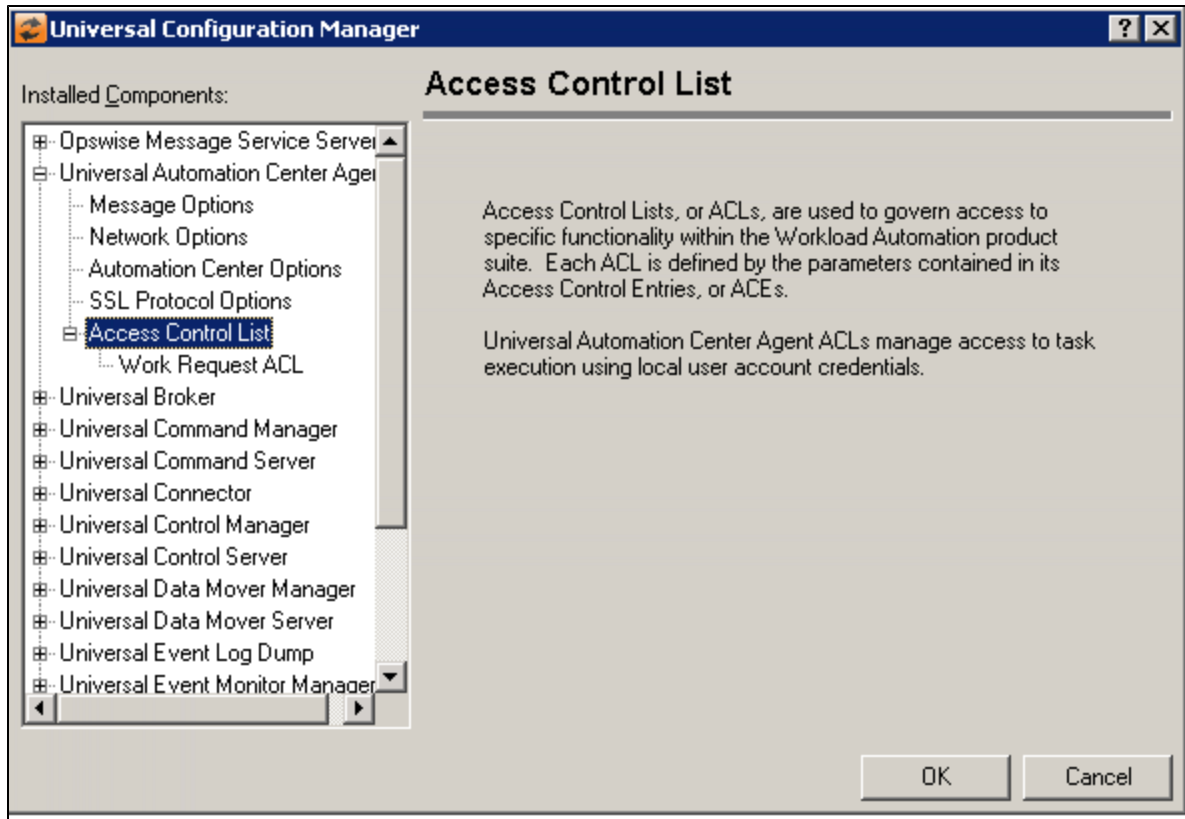 Universal Configuration Manager
Installed Components:
Opswise Message Service Server
Universal Automation Center Ager
Message Options
Network Options
Automation Center Options
SSL Protocol Options
Access Control List
Work Request ACL
Universal Broker
Universal Command Manager
Universal Command Server
Universal Connector
Universal Control Manager
Universal Control Server
Universal Data Mover Manager
Universal Data Mover Server
Universal Event Log Dump
Universal Event Monitor Manager
Access Control List
Access Control Lists, or ACLs, are used to govern access to
specific functionality within the Workload Automation product
suite. Each ACL is defined by the parameters contained in its
Access Control Entries, or ACEs.
Universal Automation Center Agent ACLs manage access to task
execution using local user account credentials.
OK
Cancel